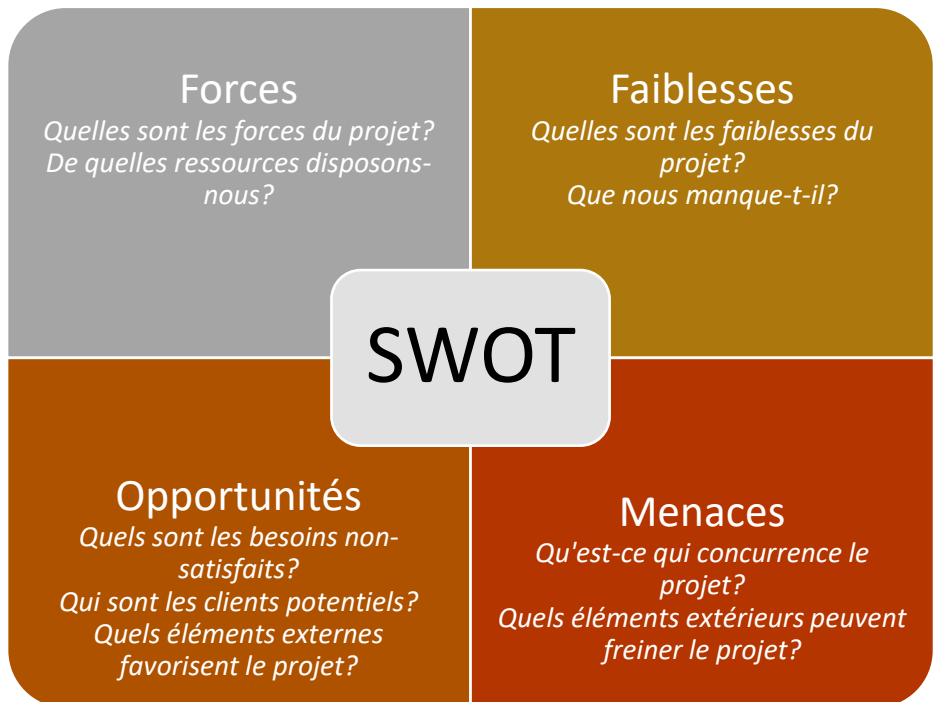 Forces
Quelles sont les forces du projet?
De quelles ressources disposons-
nous?
Faiblesses
Quelles sont les faiblesses du
projet?
Que nous manque-t-il?
SWOT
Opportunités
Quels sont les besoins non-
satisfaits?
Qui sont les clients potentiels?
Quels éléments externes
favorisent le projet?
Menaces
Qu'est-ce qui concurrence le
projet?
Quels éléments extérieurs peuvent
freiner le projet?